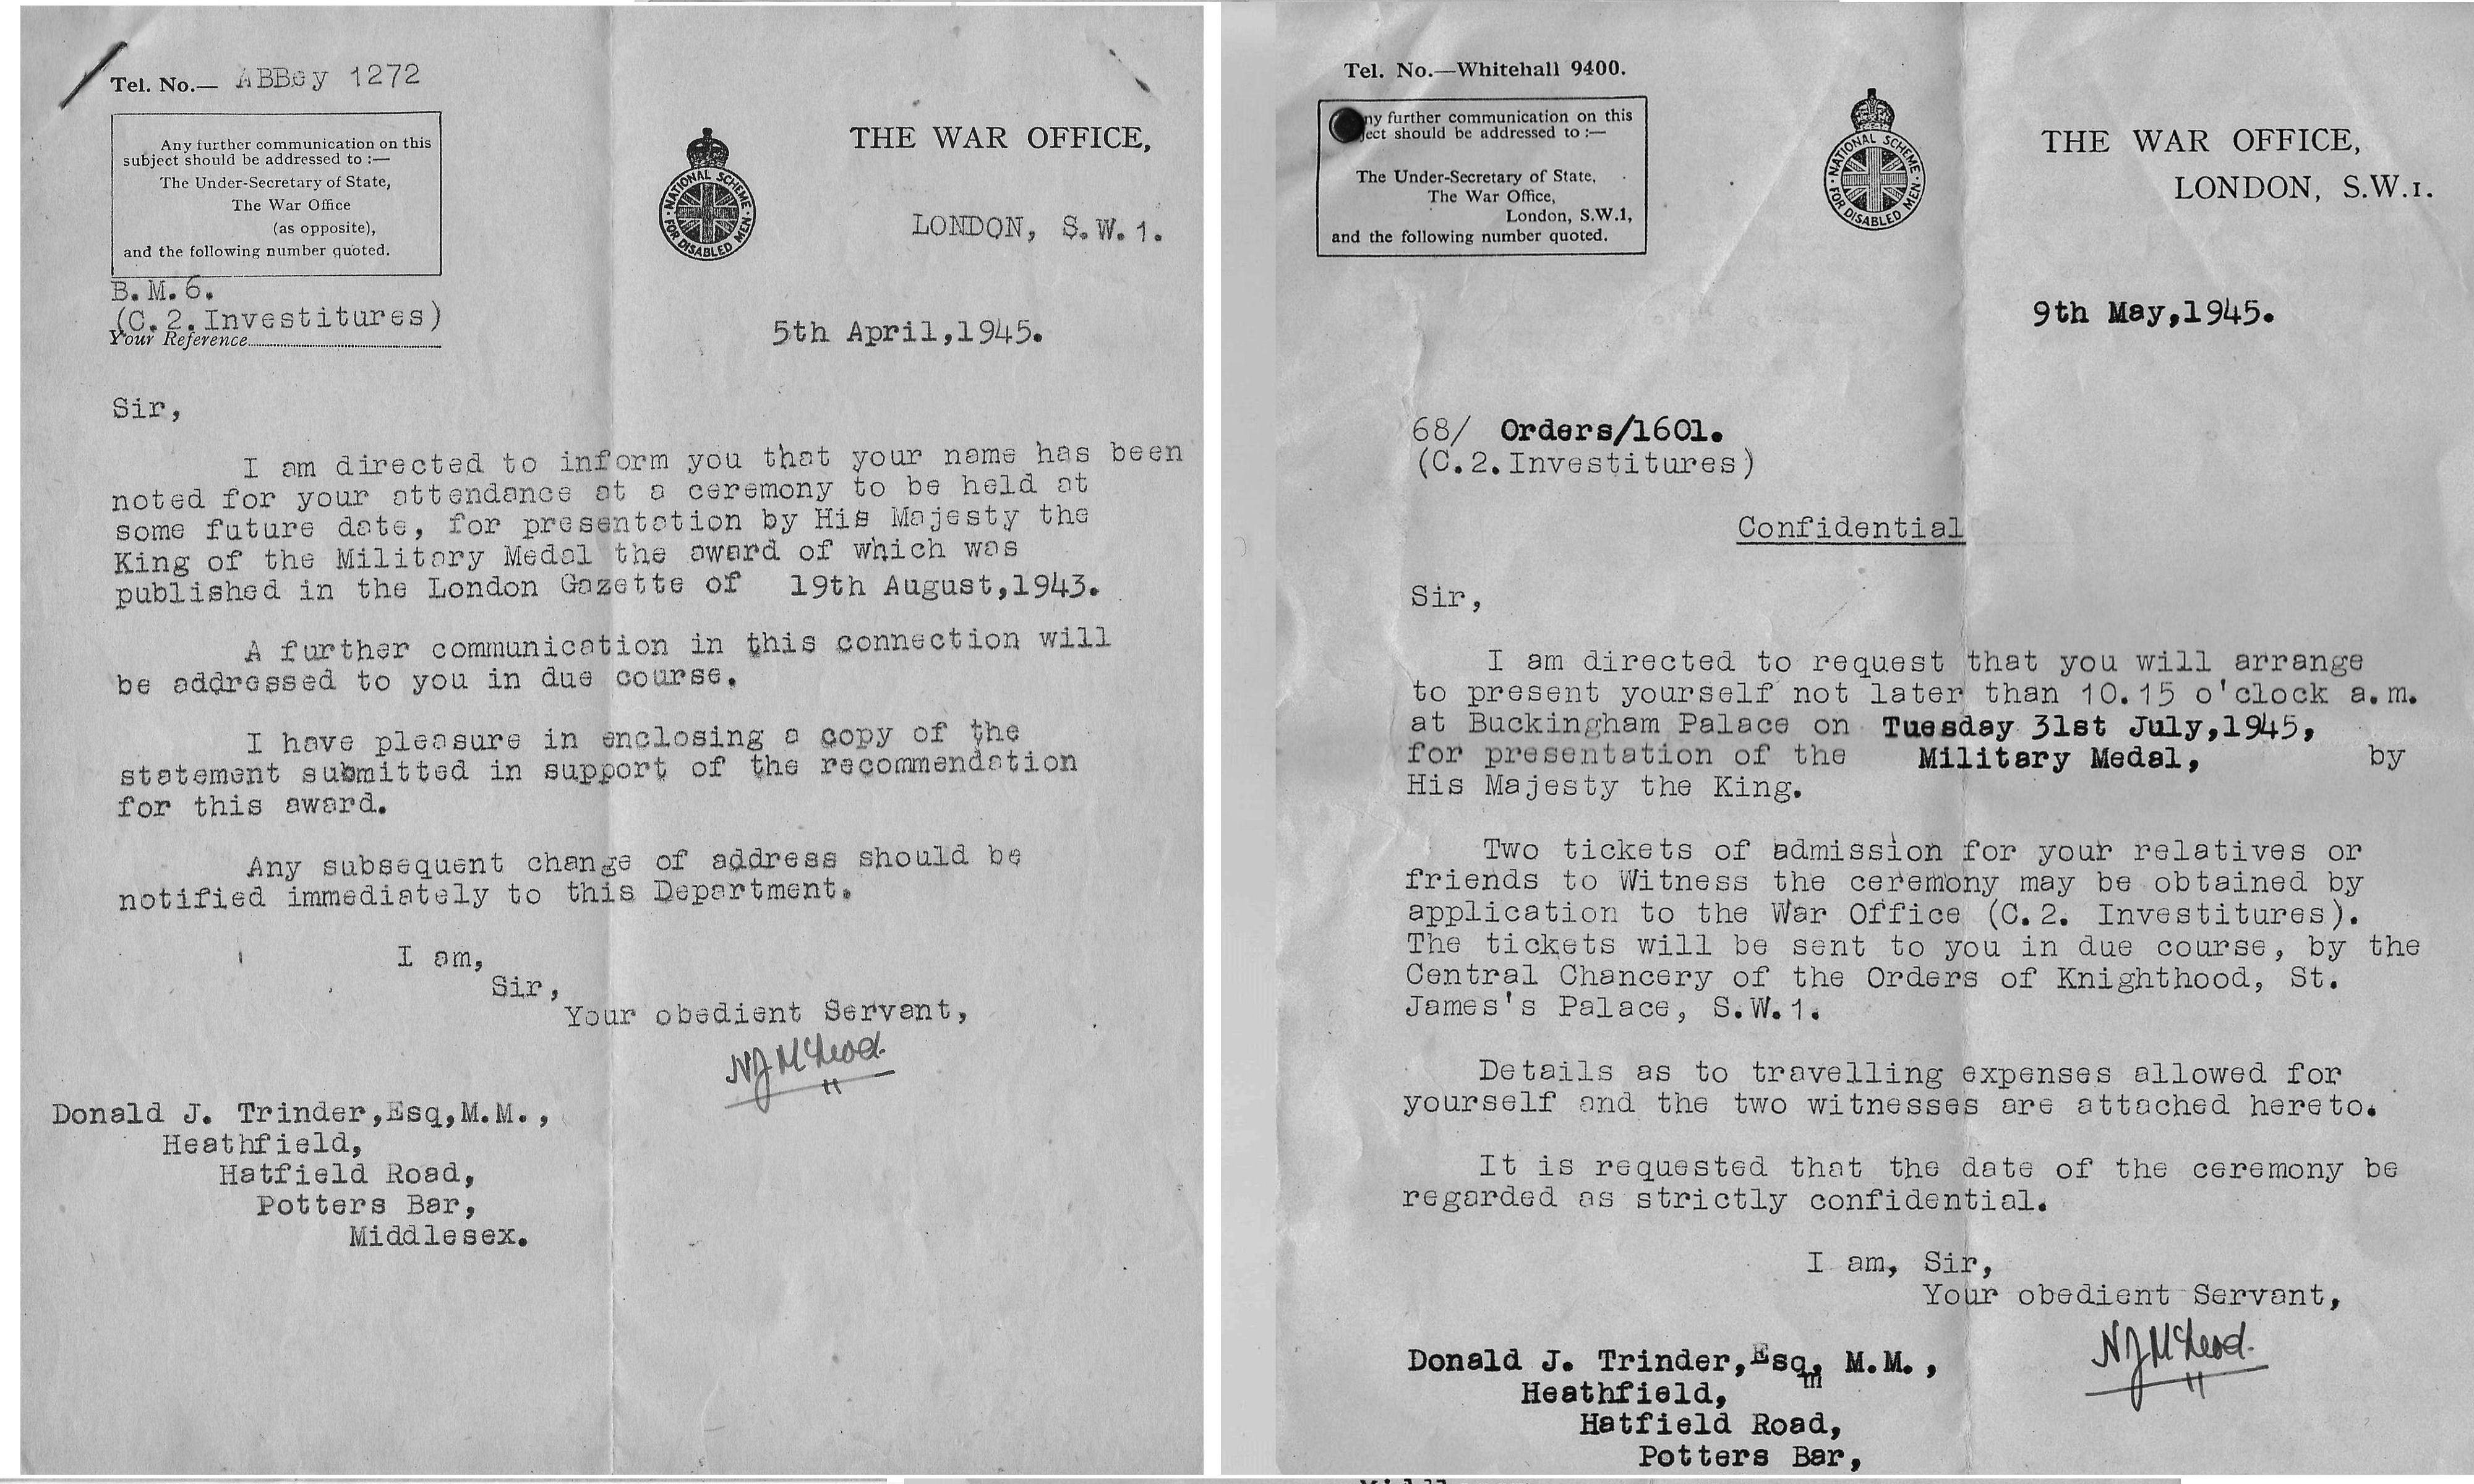 Tel. No.— ABBey 1272
Any further communication on this
subject should be addressed to :—
The Under-Secretary of State,
The War Office
(as opposite),
and the following number quoted.
NATIONAL SCHEME
FOR DISABLED MEN
THE WAR OFFICE,
LONDON, S.W.1.
B.M.6.
(C.2.Investitures)
Your Reference
5th April,1945.
Sir,
I am directed to inform you that your name has been
noted for your attendance at a ceremony to be held at
some future date, for presentation by His Majesty the
King of the Military Medal the award of which was
published in the London Gazette of 19th August,1943.
A further communication in this connection will
be addressed to you in due course.
I have pleasure in enclosing a copy of the
statement submitted in support of the recommendation
for this award.
Any subsequent change of address should be
notified immediately to this Department.
I am,
Sir,
Your obedient Servant,
NJ McLeod.
Donald J. Trinder,Esq,M.M.,
Heathfield,
Hatfield Road,
Potters Bar,
Middlesex.
Tel. No.—Whitehall 9400.
ny further communication on this
ject should be addressed to :—
The Under-Secretary of State,
The War Office,
London, S.W.1,
and the following number quoted.
NATIONAL SCHEME
FOR DISABLED MEN
THE WAR OFFICE,
LONDON, S.W.1.
9th May,1945.
68/ Orders/1601.
(C.2.Investitures)
Confidential
Sir,
I am directed to request that you will arrange
to present yourself not later than 10.15 o'clock a.m.
at Buckingham Palace on Tuesday 31st July,1945,
for presentation of the Military Medal, by
His Majesty the King.
Two tickets of admission for your relatives or
friends to Witness the ceremony may be obtained by
application to the War Office (C.2. Investitures).
The tickets will be sent to you in due course, by the
Central Chancery of the Orders of Knighthood, St.
James's Palace, S.W.1.
Details as to travelling expenses allowed for
yourself and the two witnesses are attached hereto.
It is requested that the date of the ceremony be
regarded as strictly confidential.
I am, Sir,
Your obedient Servant,
NJ McLeod.
Donald J. Trinder,Esq, M.M.,
m
Heathfield,
Hatfield Road,
Potters Bar,